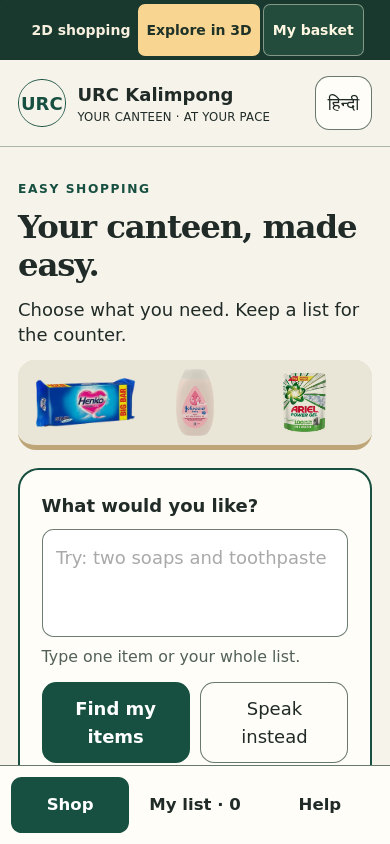 2D shopping
Explore in 3D
My basket
URC
URC Kalimpong
YOUR CANTEEN · AT YOUR PACE
हिन्दी
EASY SHOPPING
Your canteen, made
easy.
Choose what you need. Keep a list for
the counter.
Henko
BIG BAR
Johnson's
ARIEL
POWER GEL
What would you like?
Try: two soaps and toothpaste
Type one item or your whole list.
Find my
items
Speak
instead
Shop
My list · 0
Help